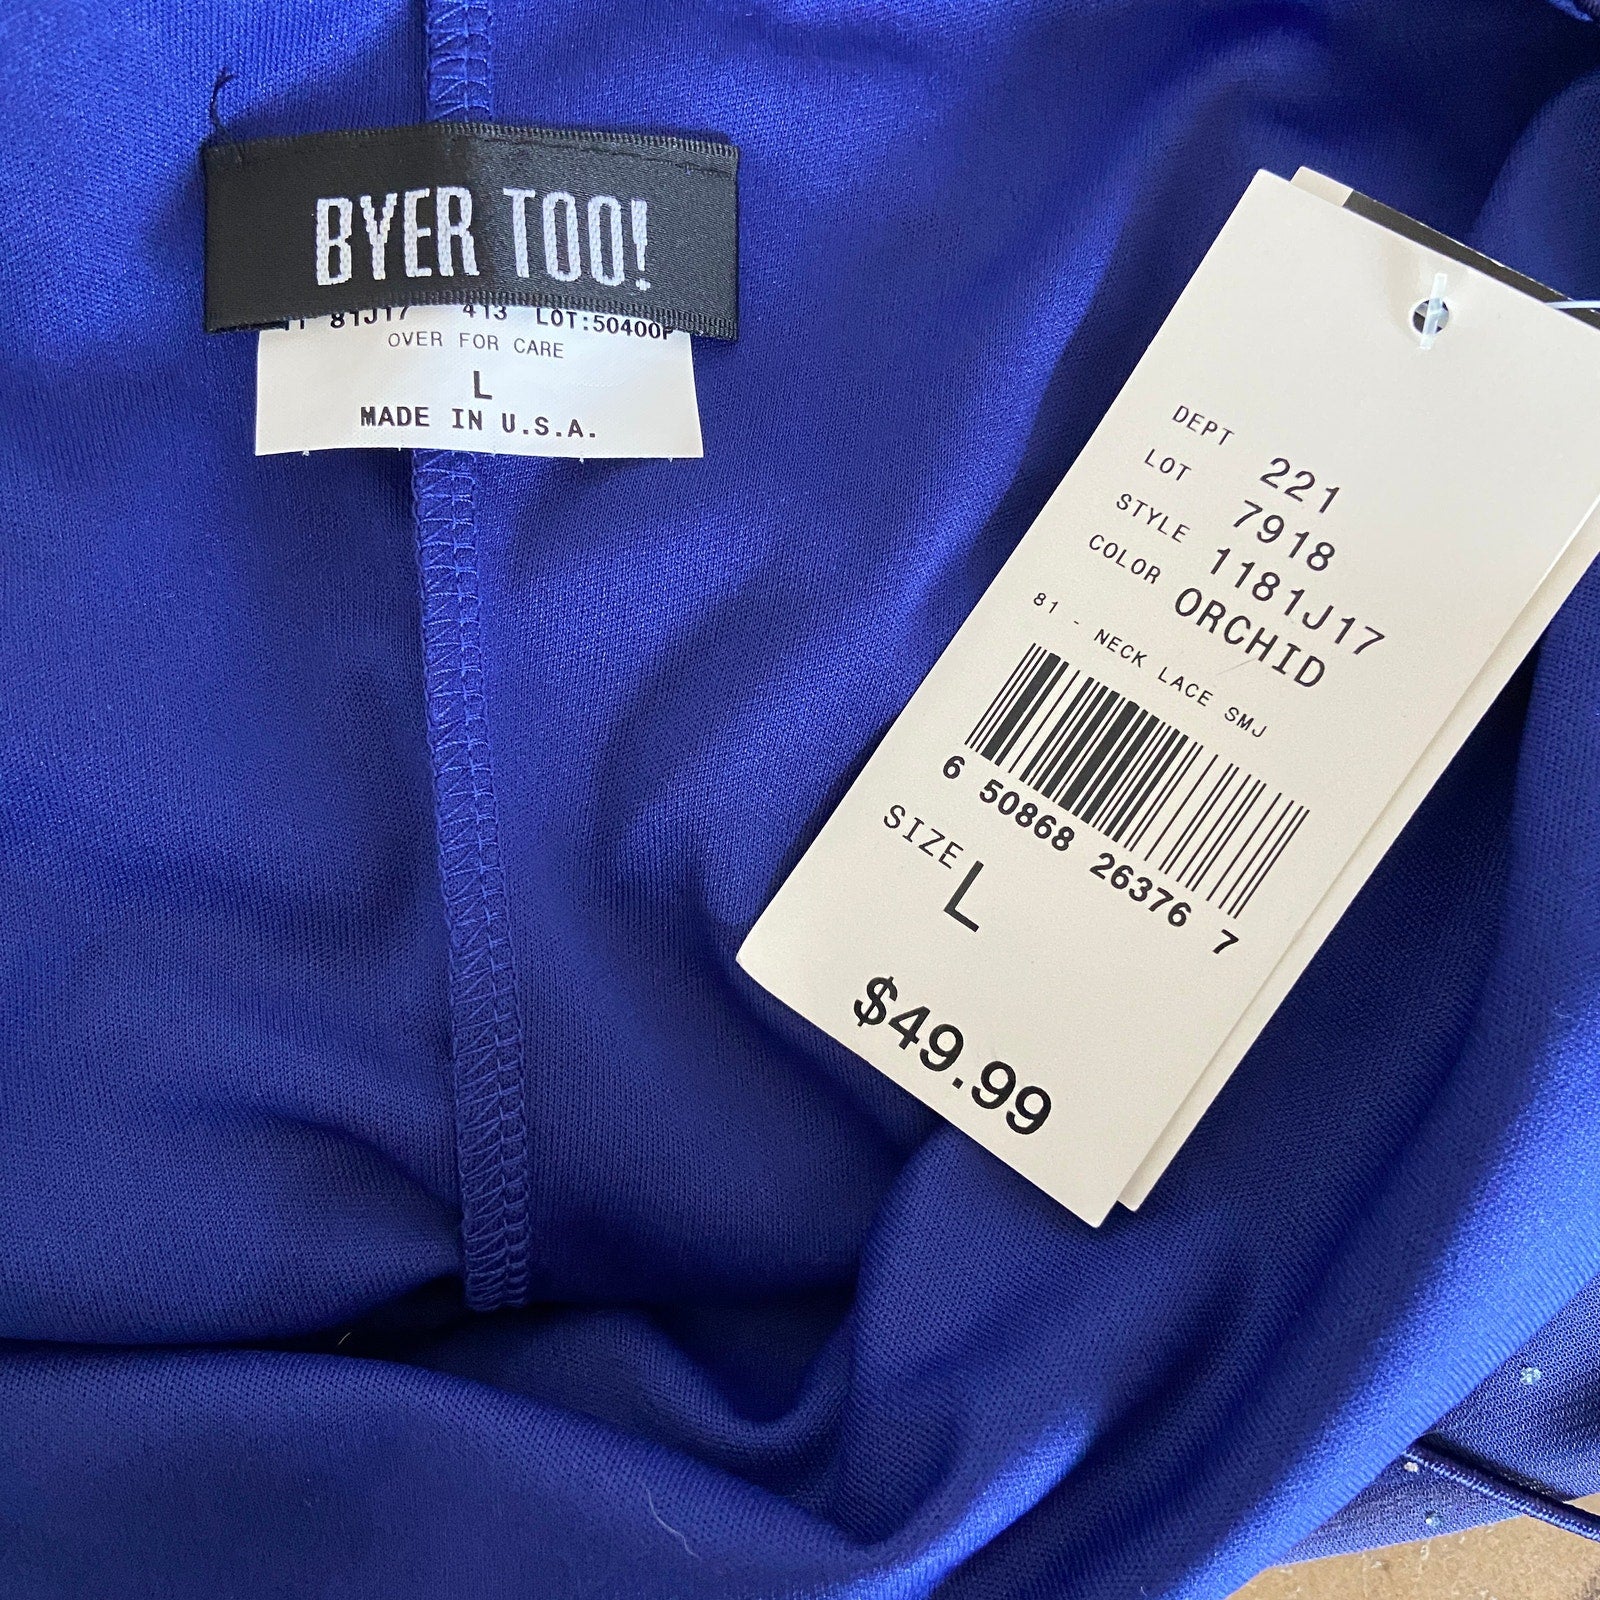 BYER TOO!
81J17 413 LOT:50400P
OVER FOR CARE
L
MADE IN U.S.A.
DEPT 221
LOT 7918
STYLE 1181J17
COLOR ORCHID
81 - NECK LACE SMJ
6 50868 26376 7
SIZE L
$49.99